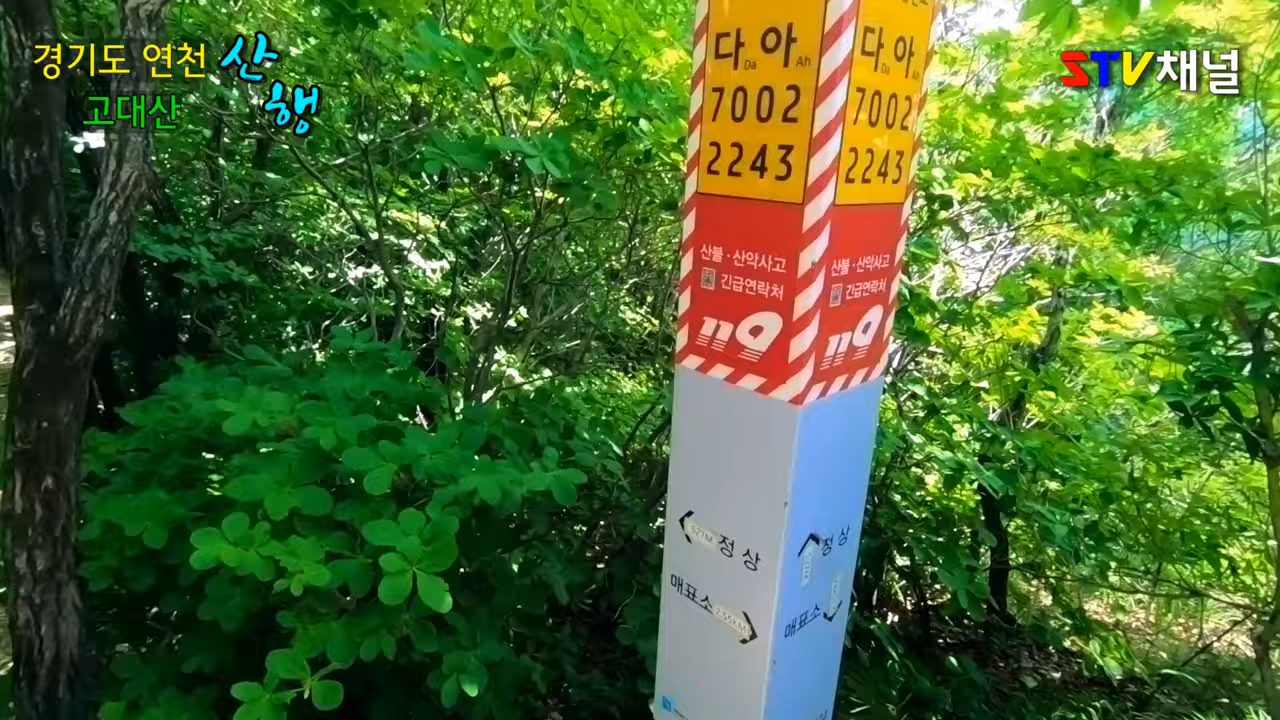 경기도 연천 산행
고대산
STV채널
다 아
Da Ah
7002
2243
산불·산악사고
긴급연락처
119
정상
매표소
다 아
Da Ah
7002
2243
산불·산악사고
긴급연락처
119
정상
매표소